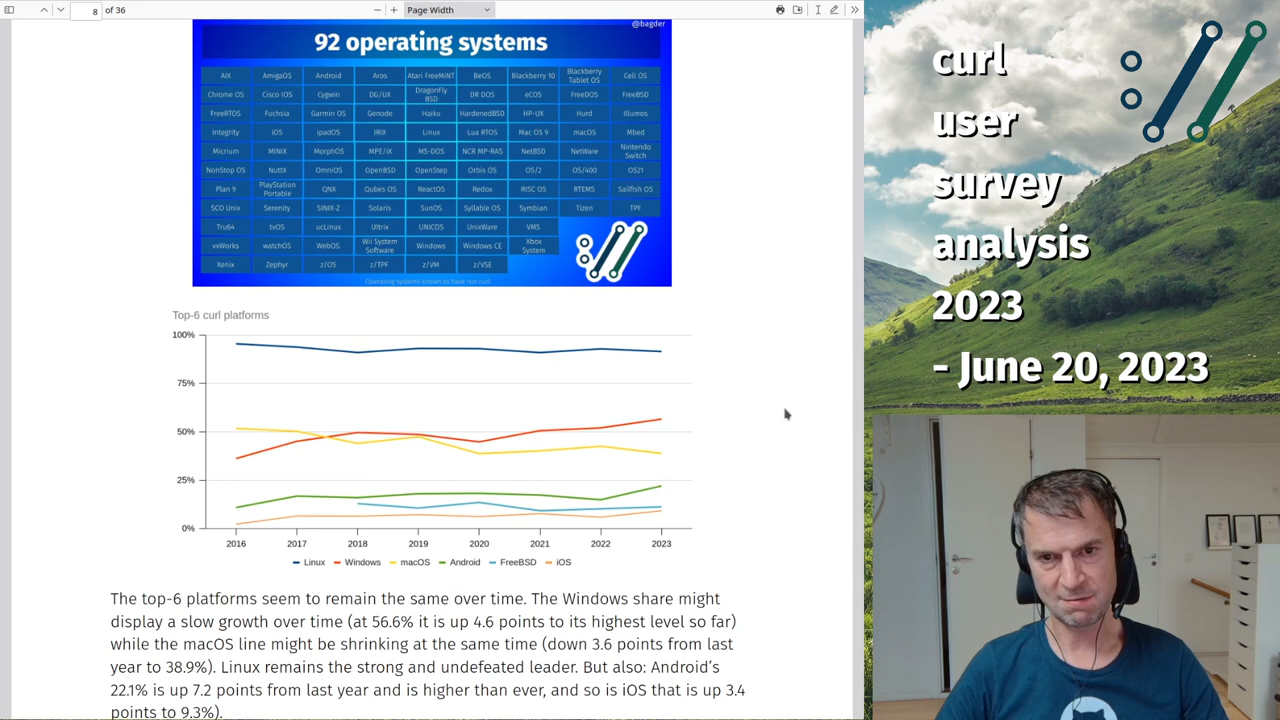 8 of 36
Page Width
@bagder
92 operating systems
AIX AmigaOS Android Aros Atari FreeMiNT BeOS Blackberry 10 Blackberry Tablet OS Cell OS
Chrome OS Cisco IOS Cygwin DG/UX DragonFly BSD DR DOS eCOS FreeDOS FreeBSD
FreeRTOS Fuchsia Garmin OS Genode Haiku HardenedBSD HP-UX Hurd Illumos
Integrity iOS ipadOS IRIX Linux Lua RTOS Mac OS 9 macOS Mbed
Micrium MINIX MorphOS MPE/iX MS-DOS NCR MP-RAS NetBSD NetWare Nintendo Switch
NonStop OS NuttX OmniOS OpenBSD OpenStep Orbis OS OS/2 OS/400 OS21
Plan 9 PlayStation Portable QNX Qubes OS ReactOS Redox RISC OS RTEMS Sailfish OS
SCO Unix Serenity SINIX-Z Solaris SunOS Syllable OS Symbian Tizen TPF
Tru64 tvOS ucLinux Ultrix UNICOS UnixWare VMS
vxWorks watchOS WebOS Wii System Software Windows Windows CE Xbox System
Xenix Zephyr z/OS z/TPF z/VM z/VSE
Operating systems known to have run curl
Top-6 curl platforms
100%
75%
50%
25%
0%
2016 2017 2018 2019 2020 2021 2022 2023
Linux Windows macOS Android FreeBSD iOS
The top-6 platforms seem to remain the same over time. The Windows share might
display a slow growth over time (at 56.6% it is up 4.6 points to its highest level so far)
while the macOS line might be shrinking at the same time (down 3.6 points from last
year to 38.9%). Linux remains the strong and undefeated leader. But also: Android’s
22.1% is up 7.2 points from last year and is higher than ever, and so is iOS that is up 3.4
points to 9.3%).
curl
user
survey
analysis
2023
- June 20, 2023